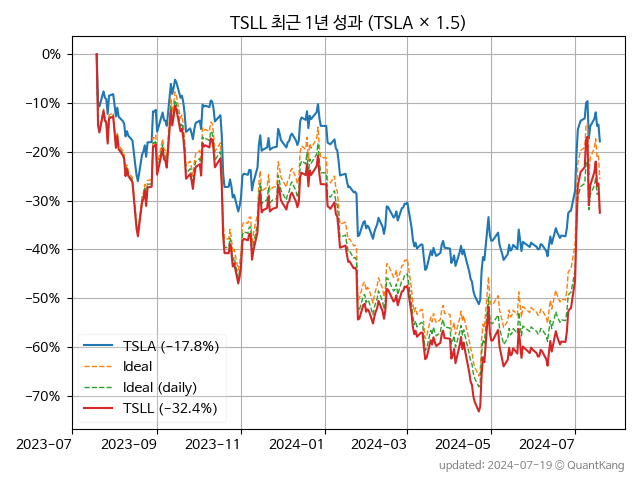 TSLL 최근 1년 성과 (TSLA × 1.5)
0%
−10%
−20%
−30%
−40%
−50%
−60%
−70%
TSLA (−17.8%)
Ideal
Ideal (daily)
TSLL (−32.4%)
2023-07 2023-09 2023-11 2024-01 2024-03 2024-05 2024-07
updated: 2024-07-19 © QuantKang